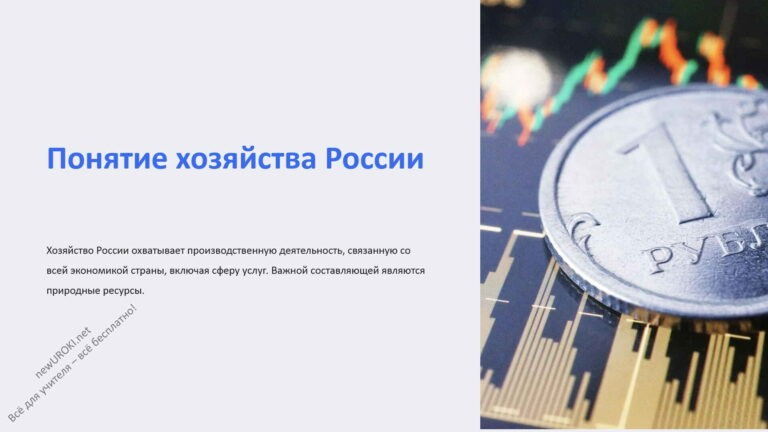 Понятие хозяйства России
Хозяйство России охватывает производственную деятельность, связанную со
всей экономикой страны, включая сферу услуг. Важной составляющей являются
природные ресурсы.
newUROKI.net
Всё для учителя – всё бесплатно!
1
РУБЛ